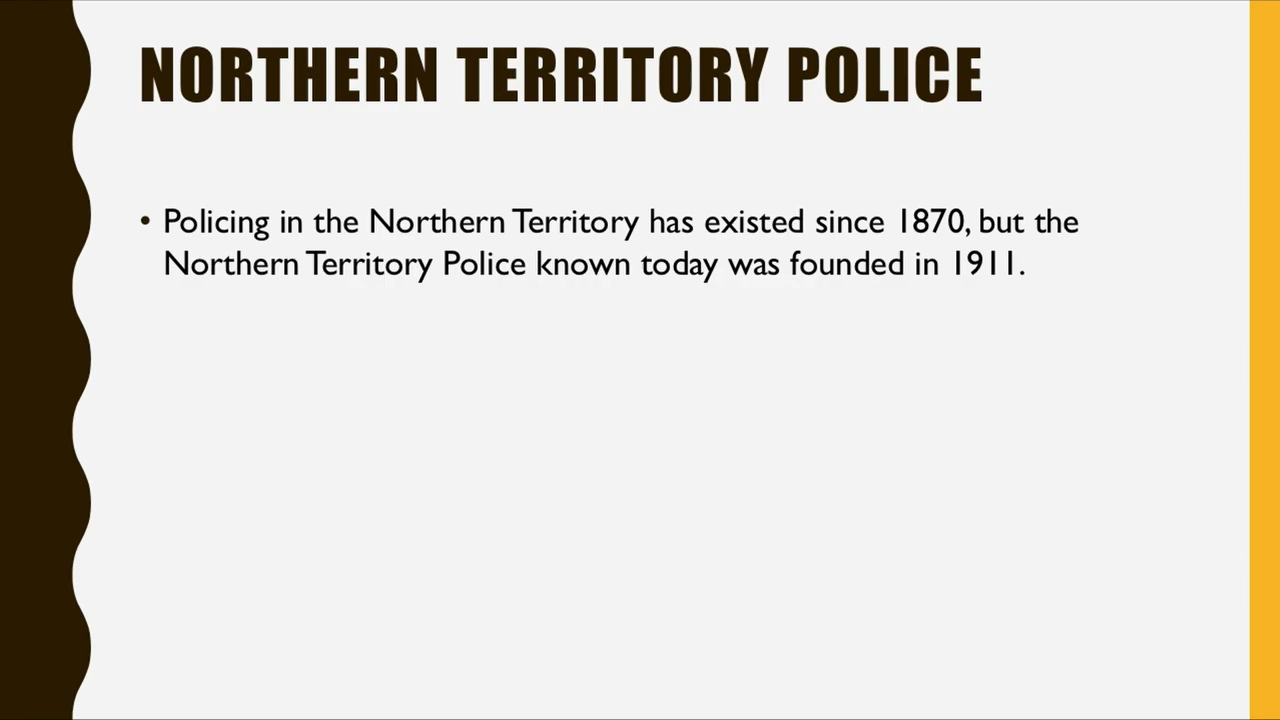 NORTHERN TERRITORY POLICE
• Policing in the Northern Territory has existed since 1870, but the
Northern Territory Police known today was founded in 1911.